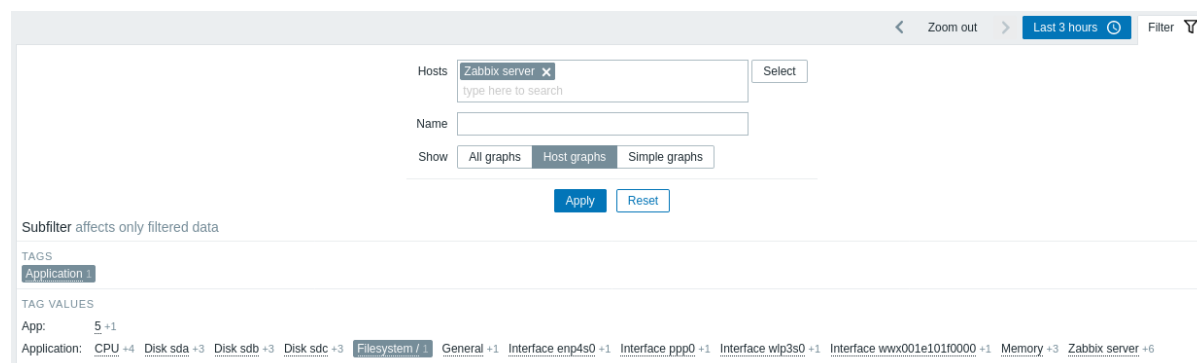 Zoom out Last 3 hours Filter
Hosts Zabbix server Select
type here to search
Name
Show All graphs Host graphs Simple graphs
Apply Reset
Subfilter affects only filtered data
TAGS
Application 1
TAG VALUES
App: 5 +1
Application: CPU +4 Disk sda +3 Disk sdb +3 Disk sdc +3 Filesystem / 1 General +1 Interface enp4s0 +1 Interface ppp0 +1 Interface wlp3s0 +1 Interface wwx001e101f0000 +1 Memory +3 Zabbix server +6